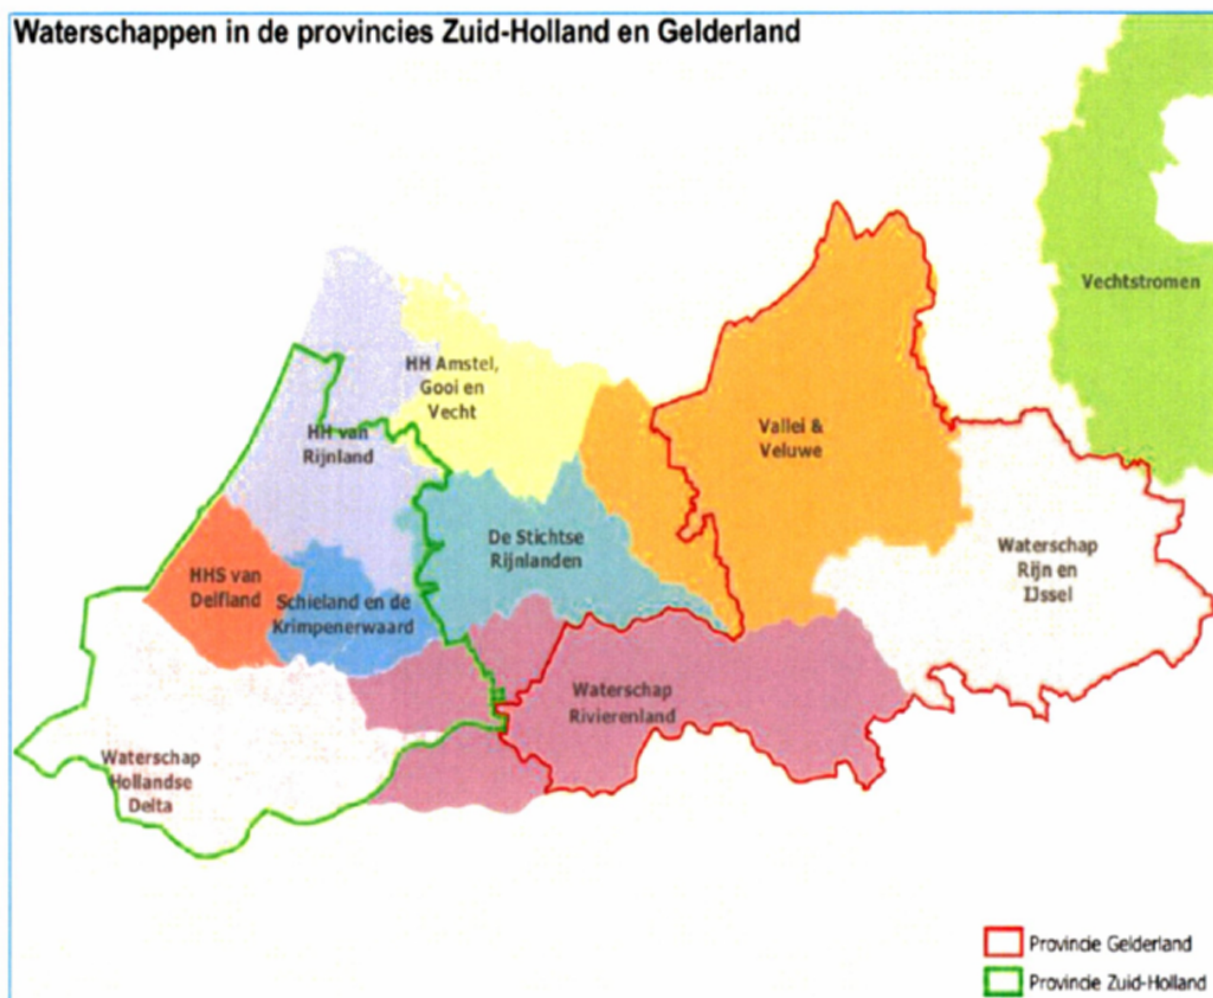 Waterschappen in de provincies Zuid-Holland en Gelderland
Vechtstromen
HH Amstel,
Gooi en
Vecht
HH van
Rijnland
Vallei &
Veluwe
De Stichtse
Rijnlanden
Waterschap
Rijn en
IJssel
HHS van
Delfland
Schieland en de
Krimpenerwaard
Waterschap
Rivierenland
Waterschap
Hollandse
Delta
Provincie Gelderland
Provincie Zuid-Holland